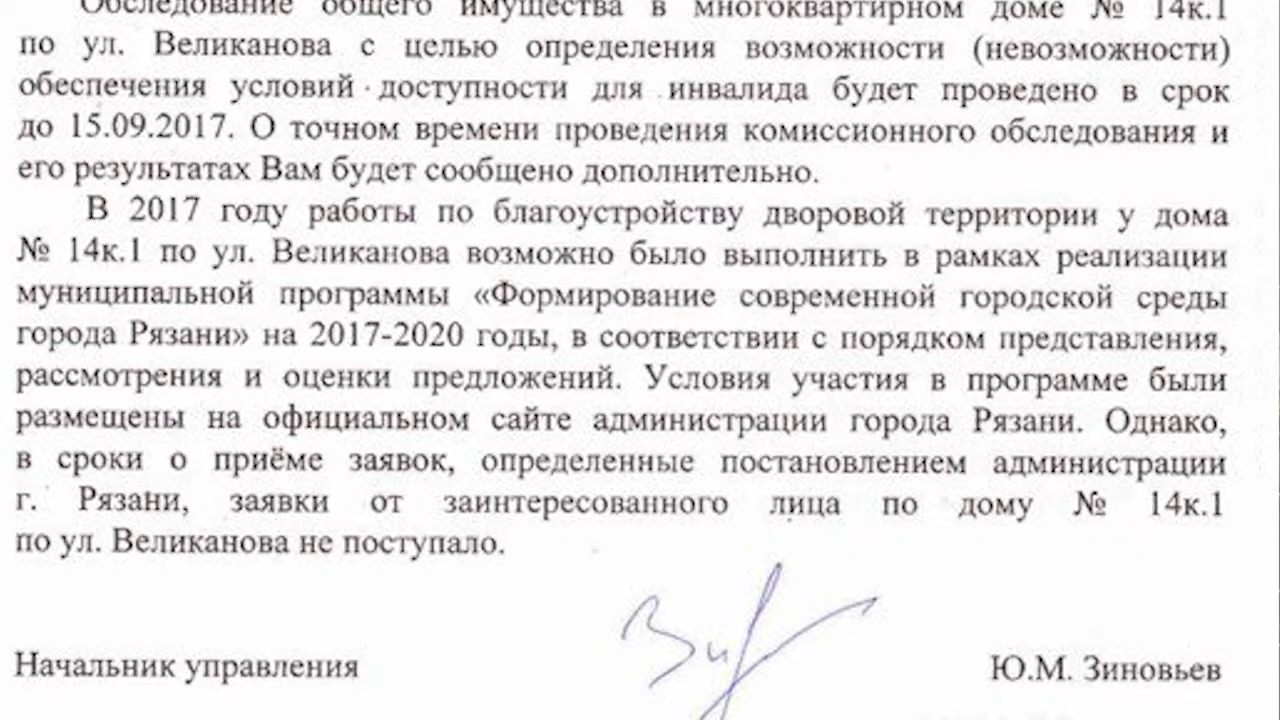 Обследование общего имущества в многоквартирном доме № 14к.1
по ул. Великанова с целью определения возможности (невозможности)
обеспечения условий доступности для инвалида будет проведено в срок
до 15.09.2017. О точном времени проведения комиссионного обследования и
его результатах Вам будет сообщено дополнительно.
В 2017 году работы по благоустройству дворовой территории у дома
№ 14к.1 по ул. Великанова возможно было выполнить в рамках реализации
муниципальной программы «Формирование современной городской среды
города Рязани» на 2017-2020 годы, в соответствии с порядком представления,
рассмотрения и оценки предложений. Условия участия в программе были
размещены на официальном сайте администрации города Рязани. Однако,
в сроки о приёме заявок, определенные постановлением администрации
г. Рязани, заявки от заинтересованного лица по дому № 14к.1
по ул. Великанова не поступало.
Начальник управления
Ю.М. Зиновьев